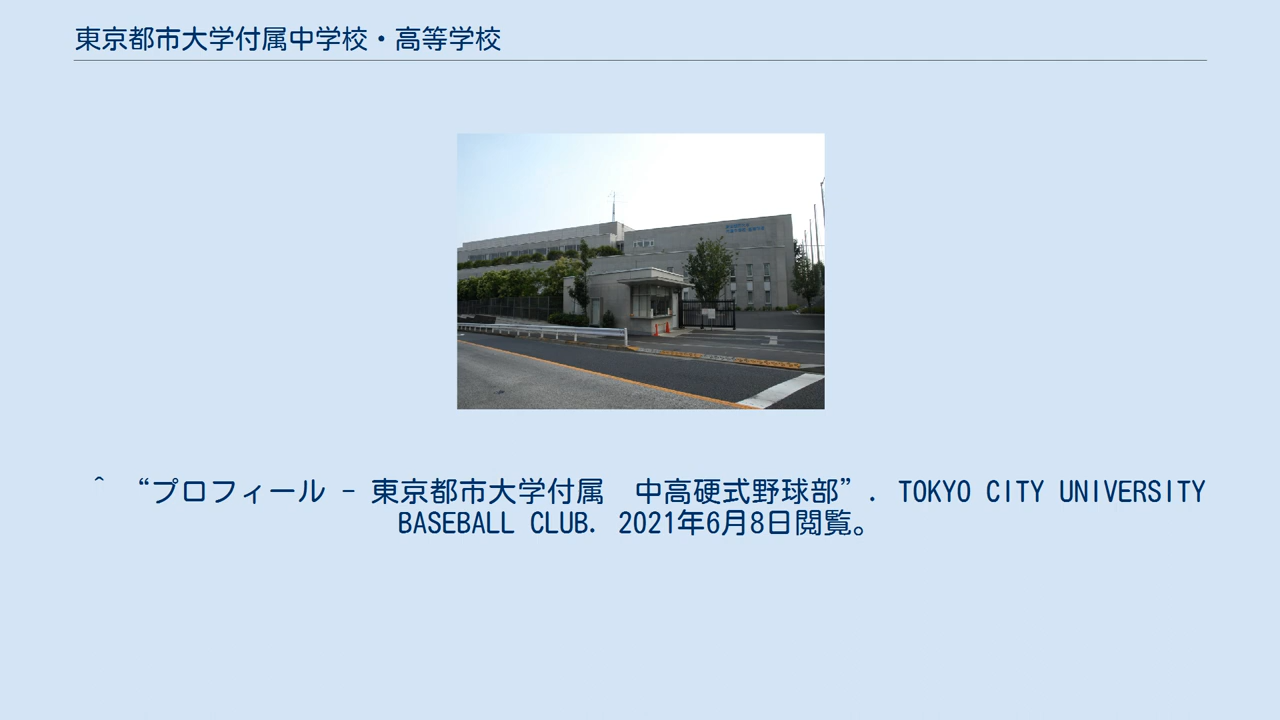 東京都市大学付属中学校・高等学校
^ “プロフィール - 東京都市大学付属　中高硬式野球部”. TOKYO CITY UNIVERSITY
BASEBALL CLUB. 2021年6月8日閲覧。